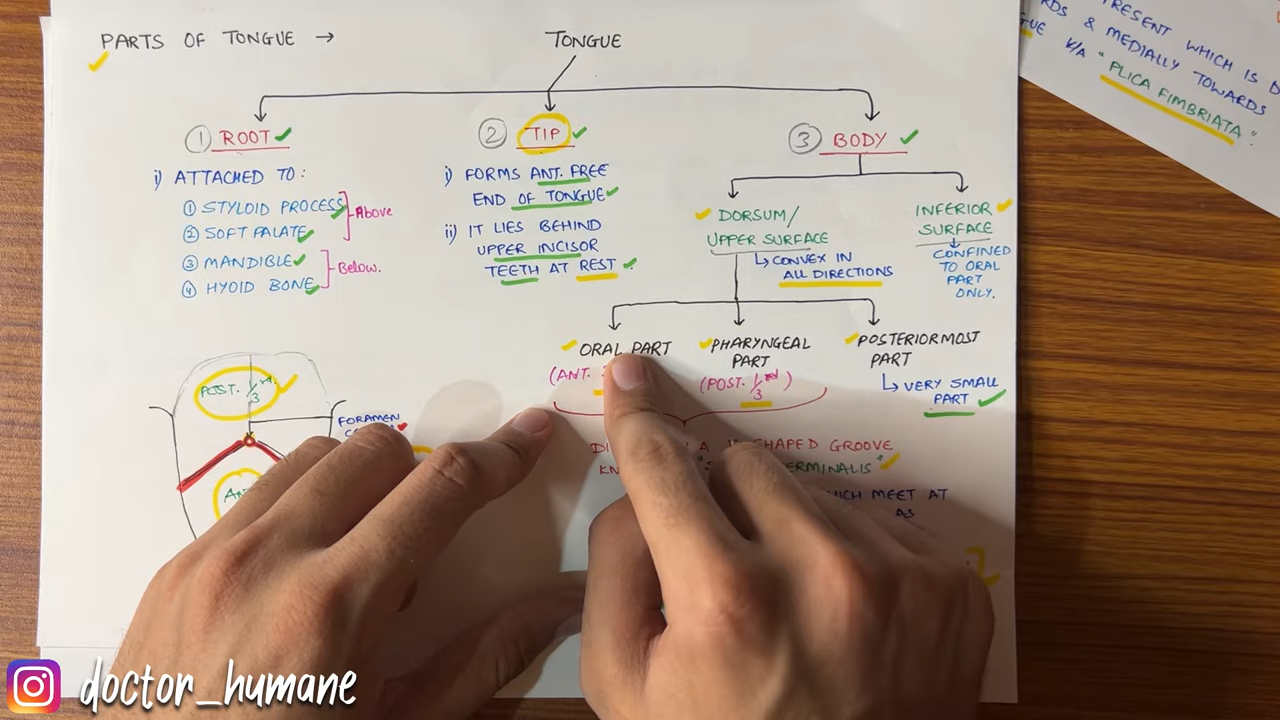 PARTS OF TONGUE →
TONGUE
① ROOT
i) ATTACHED TO :
① STYLOID PROCESS
② SOFT PALATE
Above
③ MANDIBLE
④ HYOID BONE
Below.
② TIP
i) FORMS ANT. FREE
END OF TONGUE
ii) IT LIES BEHIND
UPPER INCISOR
TEETH AT REST
③ BODY
DORSUM/
UPPER SURFACE
CONVEX IN
ALL DIRECTIONS
INFERIOR
SURFACE
CONFINED
TO ORAL
PART
ONLY.
ORAL PART
(ANT.
PHARYNGEAL
PART
(POST. 1/3rd)
POSTERIORMOST
PART
VERY SMALL
PART
SHAPED GROOVE
TERMINALIS"
WHICH MEET AT
AS
POST. 1/3rd
FORAMEN
PRESENT WHICH IS
& MEDIALLY TOWARDS
K/A "PLICA FIMBRIATA"
doctor_humane